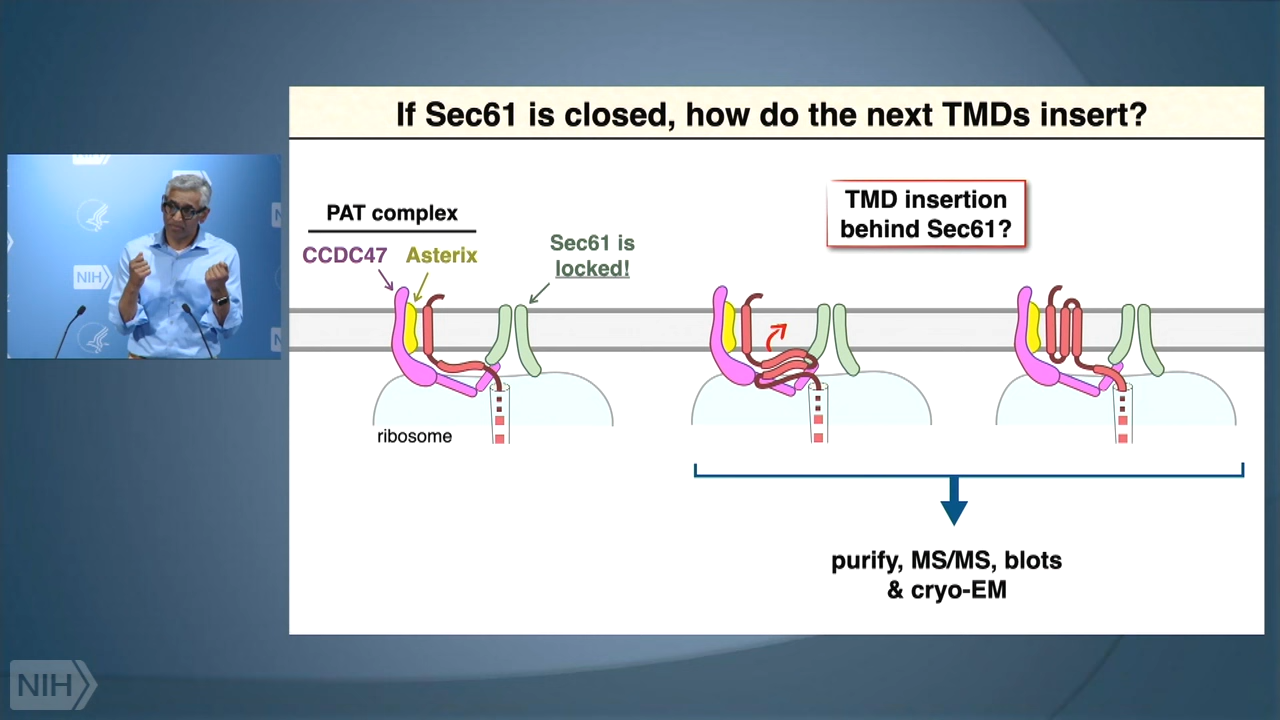 If Sec61 is closed, how do the next TMDs insert?
PAT complex
CCDC47
Asterix
Sec61 is
locked!
TMD insertion
behind Sec61?
ribosome
purify, MS/MS, blots
& cryo-EM
NIH
NIH